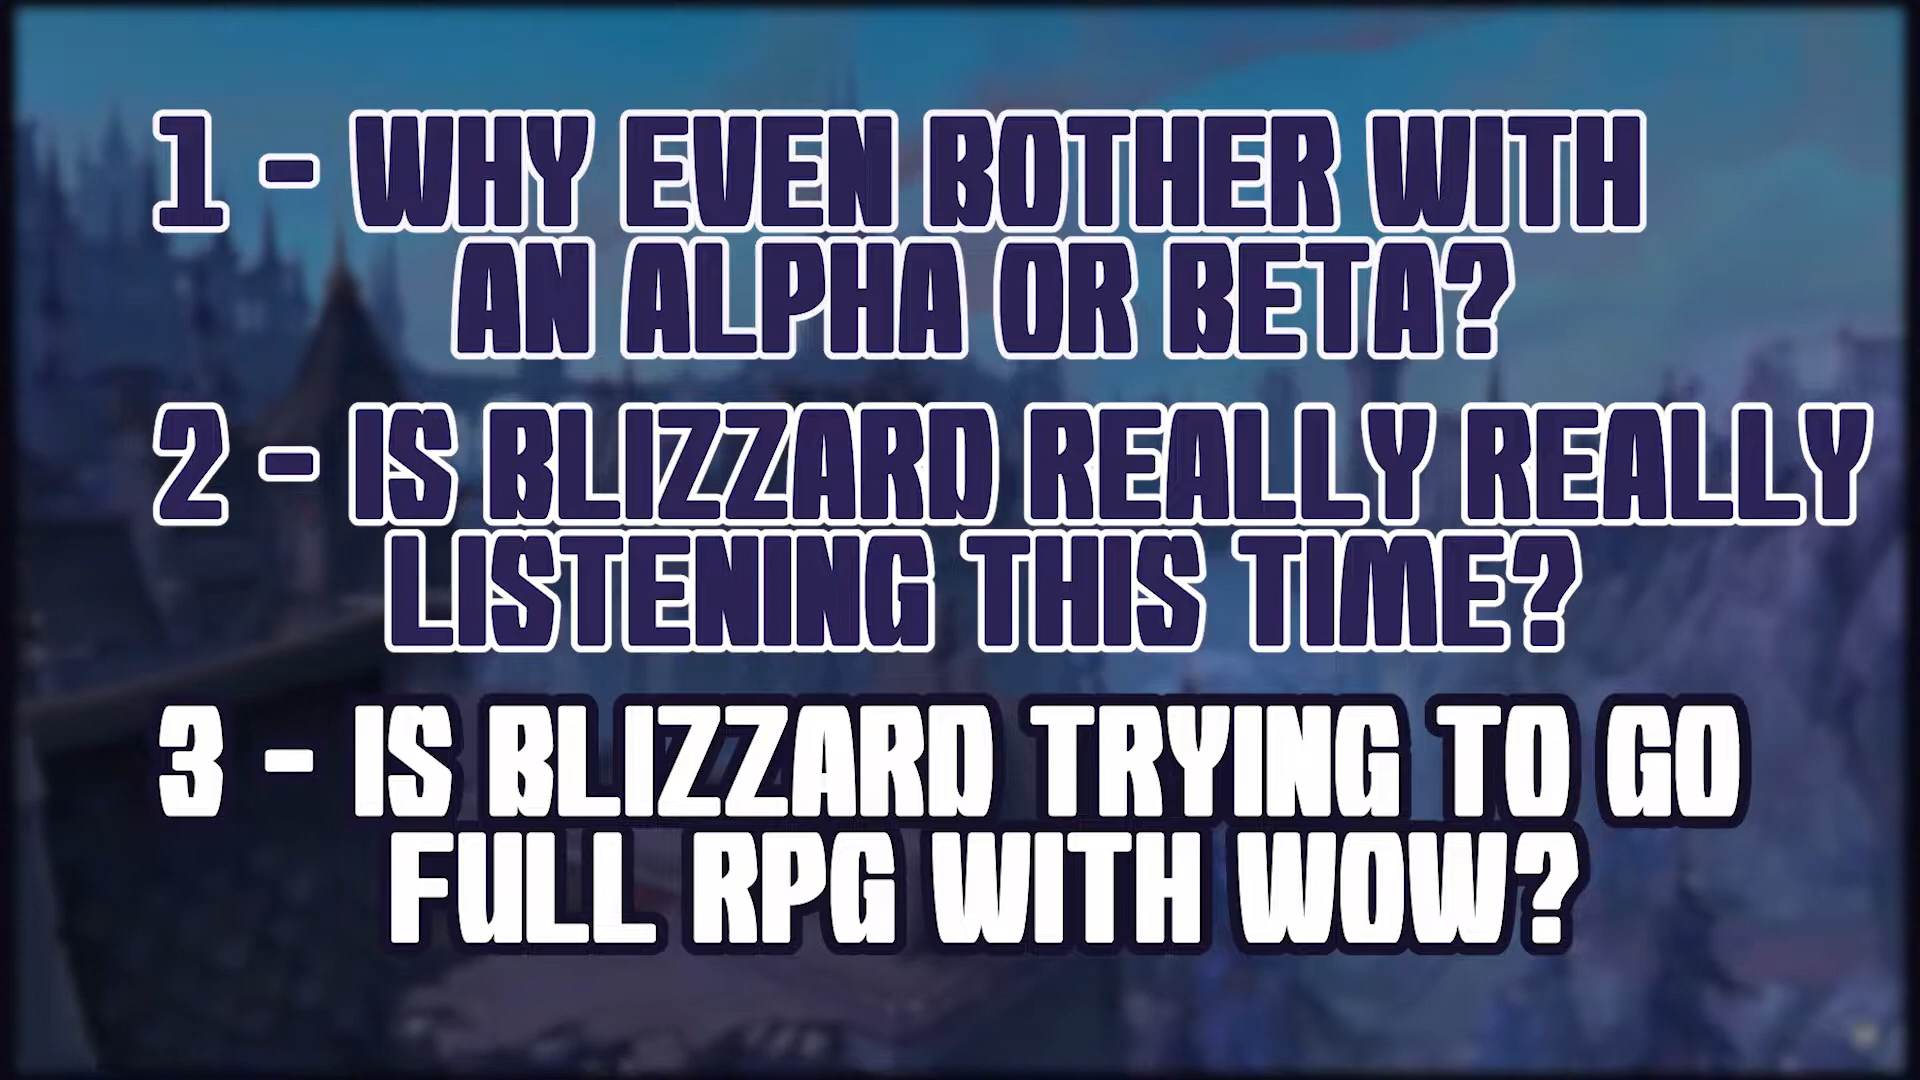 1 - WHY EVEN BOTHER WITH
AN ALPHA OR BETA?
2 - IS BLIZZARD REALLY REALLY
LISTENING THIS TIME?
3 - IS BLIZZARD TRYING TO GO
FULL RPG WITH WOW?